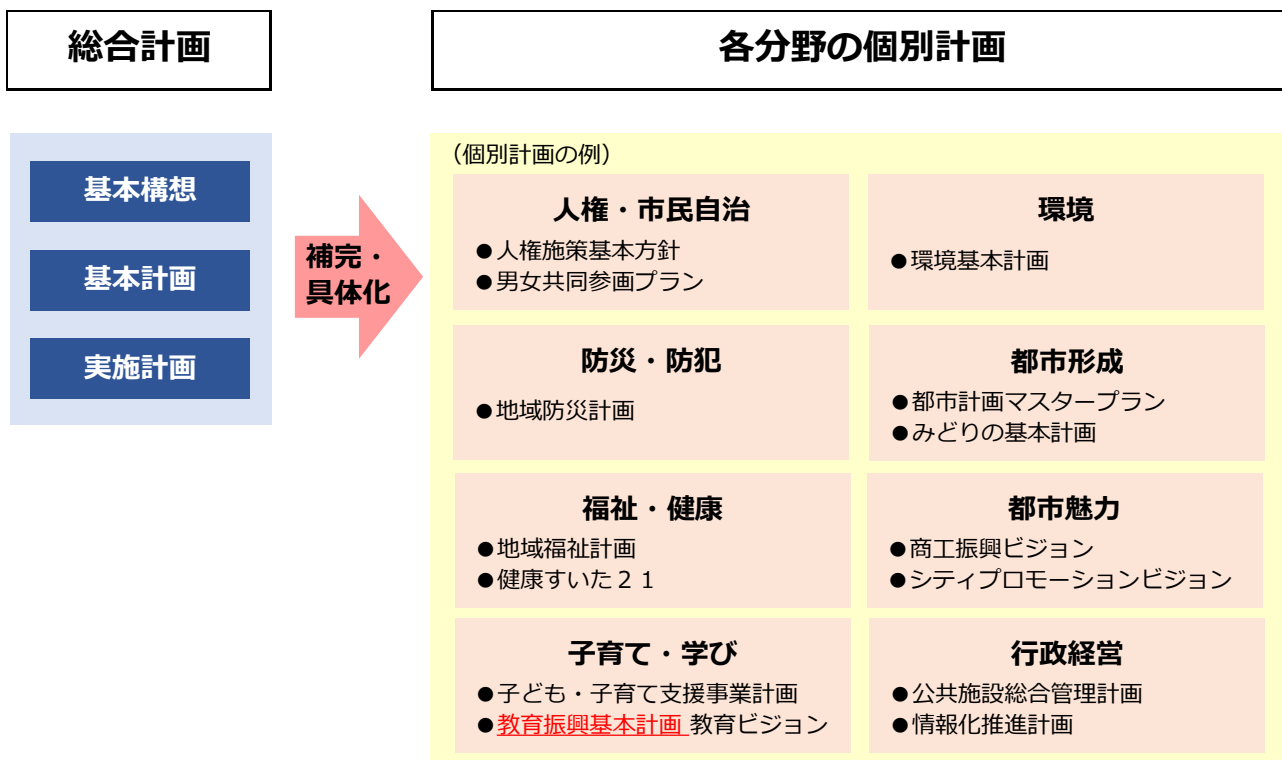 総合計画
各分野の個別計画
基本構想
基本計画
実施計画
補完・
具体化
（個別計画の例）
人権・市民自治
●人権施策基本方針
●男女共同参画プラン
環境
●環境基本計画
防災・防犯
●地域防災計画
都市形成
●都市計画マスタープラン
●みどりの基本計画
福祉・健康
●地域福祉計画
●健康すいた２１
都市魅力
●商工振興ビジョン
●シティプロモーションビジョン
子育て・学び
●子ども・子育て支援事業計画
●教育振興基本計画 教育ビジョン
行政経営
●公共施設総合管理計画
●情報化推進計画